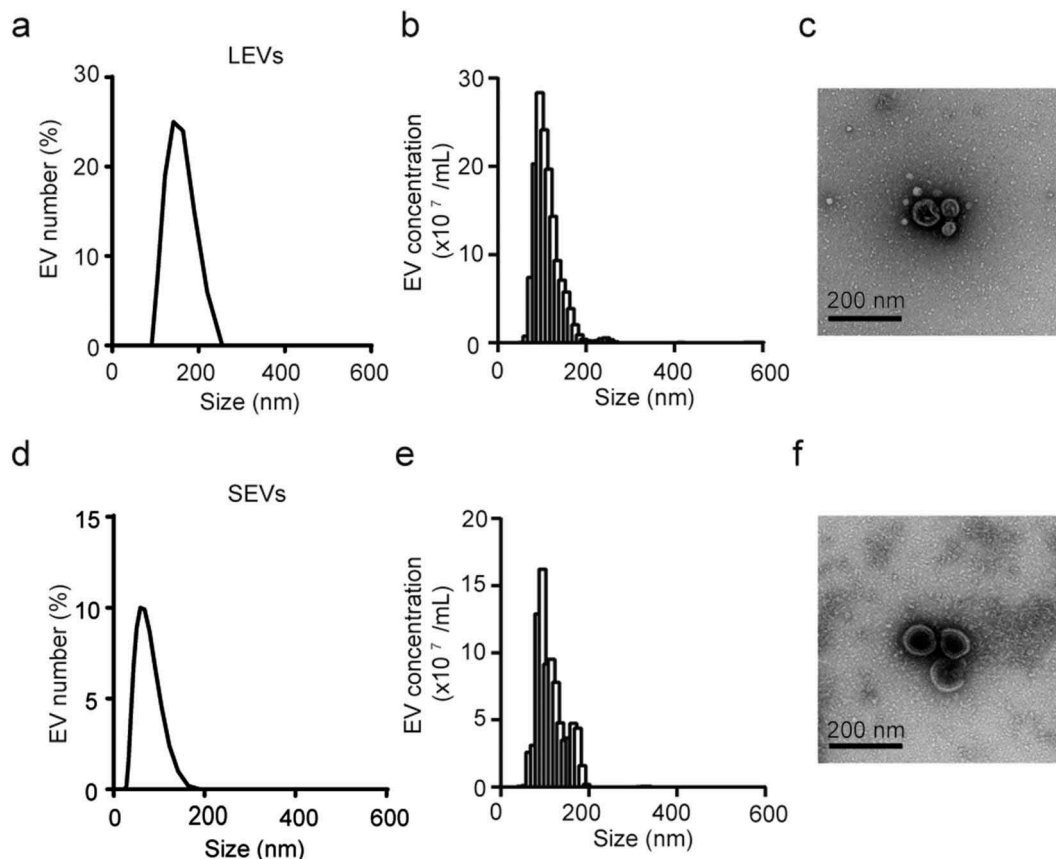 a
LEVs
EV number (%)
30
20
10
0
0 200 400 600
Size (nm)
b
EV concentration
(x10 ⁷ /mL)
30
20
10
0
0 200 400 600
Size (nm)
c
200 nm
d
SEVs
EV number (%)
15
10
5
0
0 200 400 600
Size (nm)
e
EV concentration
(x10 ⁷ /mL)
20
15
10
5
0
0 200 400 600
Size (nm)
f
200 nm